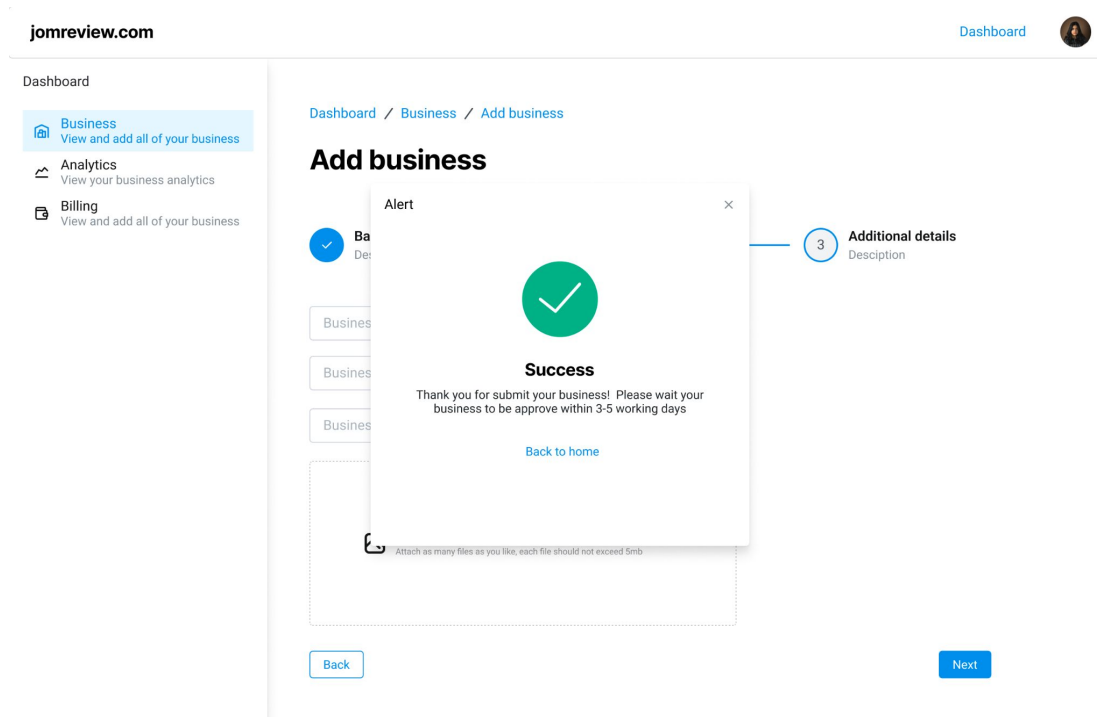 jomreview.com
Dashboard
Dashboard
Business
View and add all of your business
Analytics
View your business analytics
Billing
View and add all of your business
Dashboard / Business / Add business
Add business
Alert
Ba
Des
3
Additional details
Desciption
Success
Thank you for submit your business! Please wait your
business to be approve within 3-5 working days
Back to home
Busines
Busines
Busines
Attach as many files as you like, each file should not exceed 5mb
Back
Next